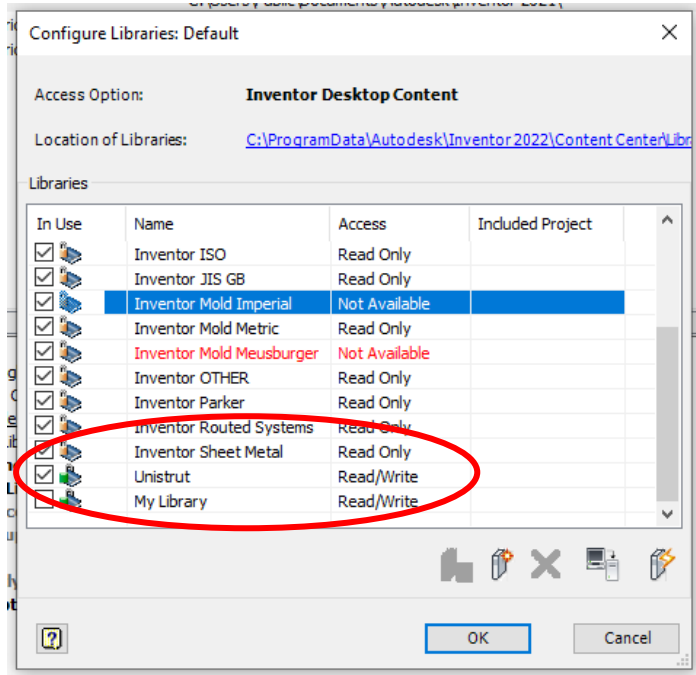 Configure Libraries: Default
Access Option: Inventor Desktop Content
Location of Libraries: C:\ProgramData\Autodesk\Inventor 2022\Content Center\Libr
Libraries
In Use Name Access Included Project
Inventor ISO Read Only
Inventor JIS GB Read Only
Inventor Mold Imperial Not Available
Inventor Mold Metric Read Only
Inventor Mold Meusburger Not Available
Inventor OTHER Read Only
Inventor Parker Read Only
Inventor Routed Systems Read Only
Inventor Sheet Metal Read Only
Unistrut Read/Write
My Library Read/Write
OK Cancel